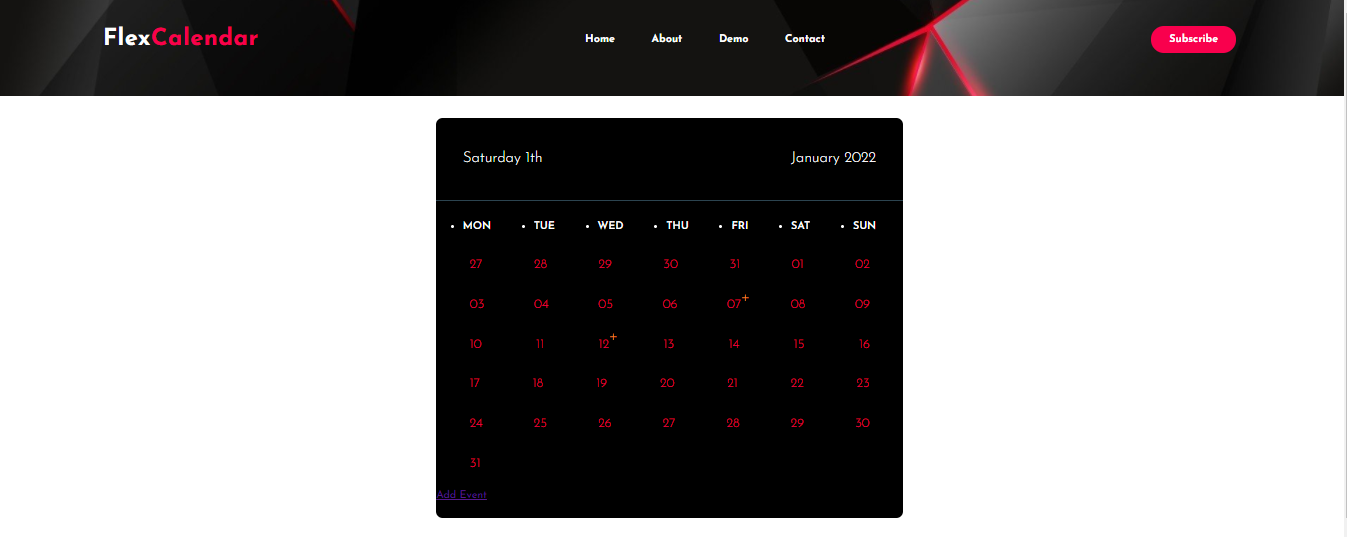 FlexCalendar Home About Demo Contact Subscribe
Saturday 1th January 2022
• MON • TUE • WED • THU • FRI • SAT • SUN
27 28 29 30 31 01 02
03 04 05 06 07+ 08 09
10 11 12+ 13 14 15 16
17 18 19 20 21 22 23
24 25 26 27 28 29 30
31
Add Event